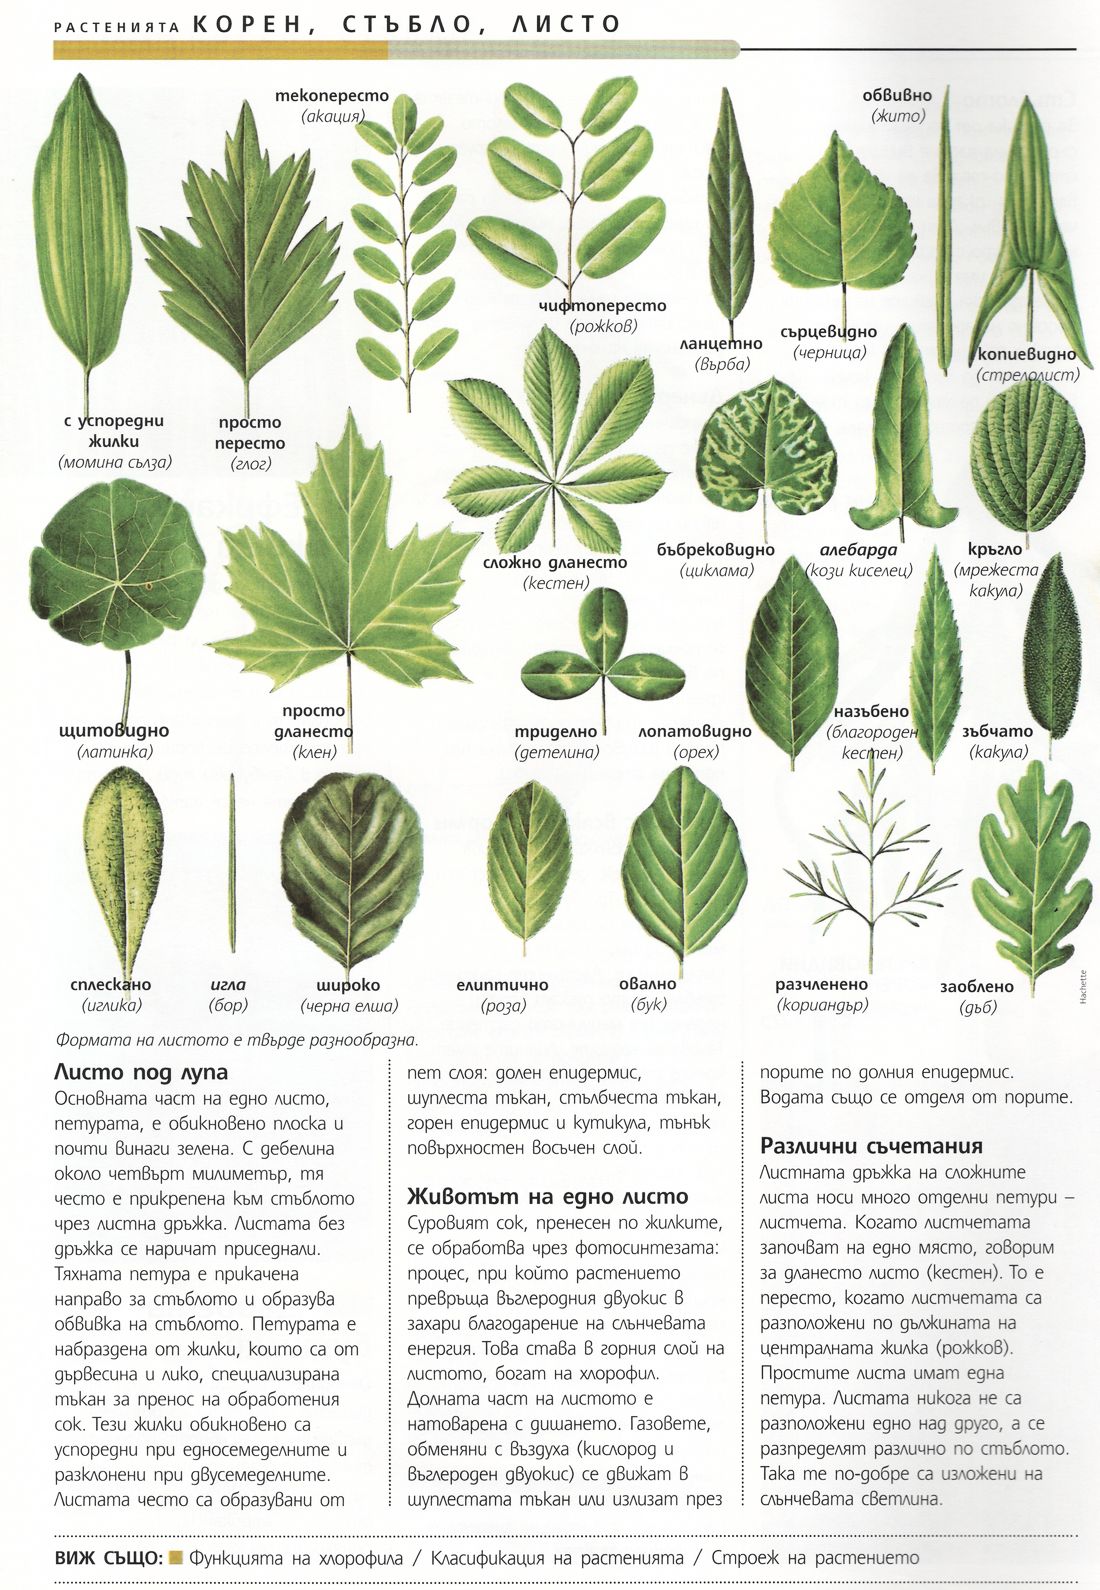 РАСТЕНИЯТА КОРЕН, СТЪБЛО, ЛИСТО
текопересто
(акация)
обвивно
(жито)
чифтопересто
(рожков)
ланцетно
(върба)
сърцевидно
(черница)
копиевидно
(стрелолист)
с успоредни
жилки
(момина сълза)
просто
пересто
(глог)
сложно дланесто
(кестен)
бъбрековидно
(циклама)
алебарда
(кози киселец)
кръгло
(мрежеста
какула)
щитовидно
(латинка)
просто
дланесто
(клен)
триделно
(детелина)
лопатовидно
(орех)
назъбено
(благороден
кестен)
зъбчато
(какула)
сплескано
(иглика)
игла
(бор)
широко
(черна елша)
елиптично
(роза)
овално
(бук)
разчленено
(кориандър)
заоблено
(дъб)
Hachette
Формата на листото е твърде разнообразна.
Листо под лупа
Основната част на едно листо,
петурата, е обикновено плоска и
почти винаги зелена. С дебелина
около четвърт милиметър, тя
често е прикрепена към стъблото
чрез листна дръжка. Листата без
дръжка се наричат приседнали.
Тяхната петура е прикачена
направо за стъблото и образува
обвивка на стъблото. Петурата е
набраздена от жилки, които са от
дървесина и лико, специализирана
тъкан за пренос на обработения
сок. Тези жилки обикновено са
успоредни при едносемеделните и
разклонени при двусемеделните.
Листата често са образувани от
пет слоя: долен епидермис,
шуплеста тъкан, стълбчеста тъкан,
горен епидермис и кутикула, тънък
повърхностен восъчен слой.
Животът на едно листо
Суровият сок, пренесен по жилките,
се обработва чрез фотосинтезата:
процес, при който растението
превръща въглеродния двуокис в
захари благодарение на слънчевата
енергия. Това става в горния слой на
листото, богат на хлорофил.
Долната част на листото е
натоварена с дишането. Газовете,
обменяни с въздуха (кислород и
въглероден двуокис) се движат в
шуплестата тъкан или излизат през
порите по долния епидермис.
Водата също се отделя от порите.
Различни съчетания
Листната дръжка на сложните
листа носи много отделни петури –
листчета. Когато листчетата
започват на едно място, говорим
за дланесто листо (кестен). То е
пересто, когато листчетата са
разположени по дължината на
централната жилка (рожков).
Простите листа имат една
петура. Листата никога не са
разположени едно над друго, а се
разпределят различно по стъблото.
Така те по-добре са изложени на
слънчевата светлина.
ВИЖ СЪЩО: Функцията на хлорофила / Класификация на растенията / Строеж на растението